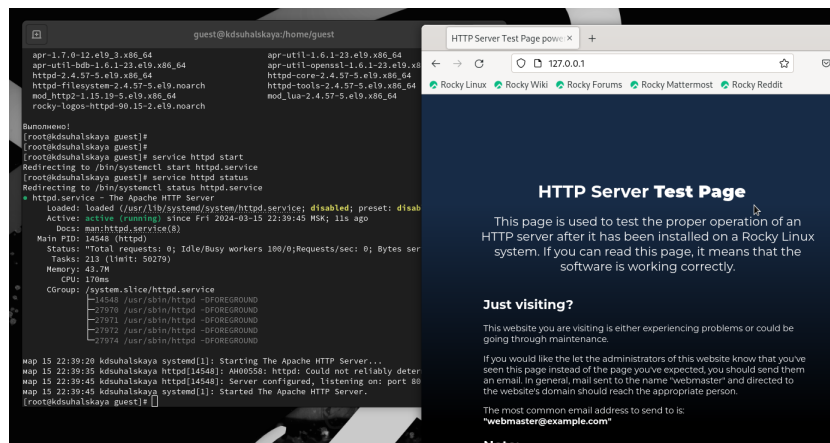 guest@kdsuhalskaya:/home/guest
apr-1.7.0-12.el9_3.x86_64 apr-util-1.6.1-23.el9.x86_64
apr-util-bdb-1.6.1-23.el9.x86_64 apr-util-openssl-1.6.1-23.el9.x8
httpd-2.4.57-5.el9.x86_64 httpd-core-2.4.57-5.el9.x86_64
httpd-filesystem-2.4.57-5.el9.noarch httpd-tools-2.4.57-5.el9.x86_64
mod_http2-1.15.19-5.el9.x86_64 mod_lua-2.4.57-5.el9.x86_64
rocky-logos-httpd-90.15-2.el9.noarch
Выполнено!
[root@kdsuhalskaya guest]#
[root@kdsuhalskaya guest]#
[root@kdsuhalskaya guest]# service httpd start
Redirecting to /bin/systemctl start httpd.service
[root@kdsuhalskaya guest]# service httpd status
Redirecting to /bin/systemctl status httpd.service
● httpd.service - The Apache HTTP Server
Loaded: loaded (/usr/lib/systemd/system/httpd.service; disabled; preset: disab
Active: active (running) since Fri 2024-03-15 22:39:45 MSK; 11s ago
Docs: man:httpd.service(8)
Main PID: 14548 (httpd)
Status: "Total requests: 0; Idle/Busy workers 100/0;Requests/sec: 0; Bytes ser
Tasks: 213 (limit: 50279)
Memory: 43.7M
CPU: 170ms
CGroup: /system.slice/httpd.service
├─14548 /usr/sbin/httpd -DFOREGROUND
├─27970 /usr/sbin/httpd -DFOREGROUND
├─27971 /usr/sbin/httpd -DFOREGROUND
├─27972 /usr/sbin/httpd -DFOREGROUND
└─27974 /usr/sbin/httpd -DFOREGROUND
мар 15 22:39:20 kdsuhalskaya systemd[1]: Starting The Apache HTTP Server...
мар 15 22:39:35 kdsuhalskaya httpd[14548]: AH00558: httpd: Could not reliably deter
мар 15 22:39:45 kdsuhalskaya httpd[14548]: Server configured, listening on: port 80
мар 15 22:39:45 kdsuhalskaya systemd[1]: Started The Apache HTTP Server.
[root@kdsuhalskaya guest]#
HTTP Server Test Page powe
127.0.0.1
Rocky Linux Rocky Wiki Rocky Forums Rocky Mattermost Rocky Reddit
HTTP Server Test Page
This page is used to test the proper operation of an
HTTP server after it has been installed on a Rocky Linux
system. If you can read this page, it means that the
software is working correctly.
Just visiting?
This website you are visiting is either experiencing problems or could be
going through maintenance.
If you would like the let the administrators of this website know that you've
seen this page instead of the page you've expected, you should send them
an email. In general, mail sent to the name "webmaster" and directed to
the website's domain should reach the appropriate person.
The most common email address to send to is:
"webmaster@example.com"